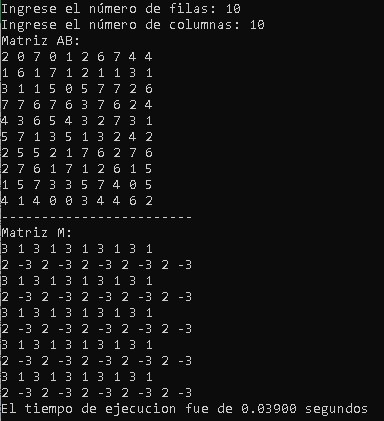 Ingrese el número de filas: 10
Ingrese el número de columnas: 10
Matriz AB:
2 0 7 0 1 2 6 7 4 4
1 6 1 7 1 2 1 1 3 1
3 1 1 5 0 5 7 7 2 6
7 7 6 7 6 3 7 6 2 4
4 3 6 5 4 3 2 7 3 1
5 7 1 3 5 1 3 2 4 2
2 5 5 2 1 7 6 2 7 6
2 7 6 1 7 1 2 6 1 5
1 5 7 3 3 5 7 4 0 5
4 1 4 0 0 3 4 4 6 2
------------------------
Matriz M:
3 1 3 1 3 1 3 1 3 1
2 -3 2 -3 2 -3 2 -3 2 -3
3 1 3 1 3 1 3 1 3 1
2 -3 2 -3 2 -3 2 -3 2 -3
3 1 3 1 3 1 3 1 3 1
2 -3 2 -3 2 -3 2 -3 2 -3
3 1 3 1 3 1 3 1 3 1
2 -3 2 -3 2 -3 2 -3 2 -3
3 1 3 1 3 1 3 1 3 1
2 -3 2 -3 2 -3 2 -3 2 -3
El tiempo de ejecucion fue de 0.03900 segundos